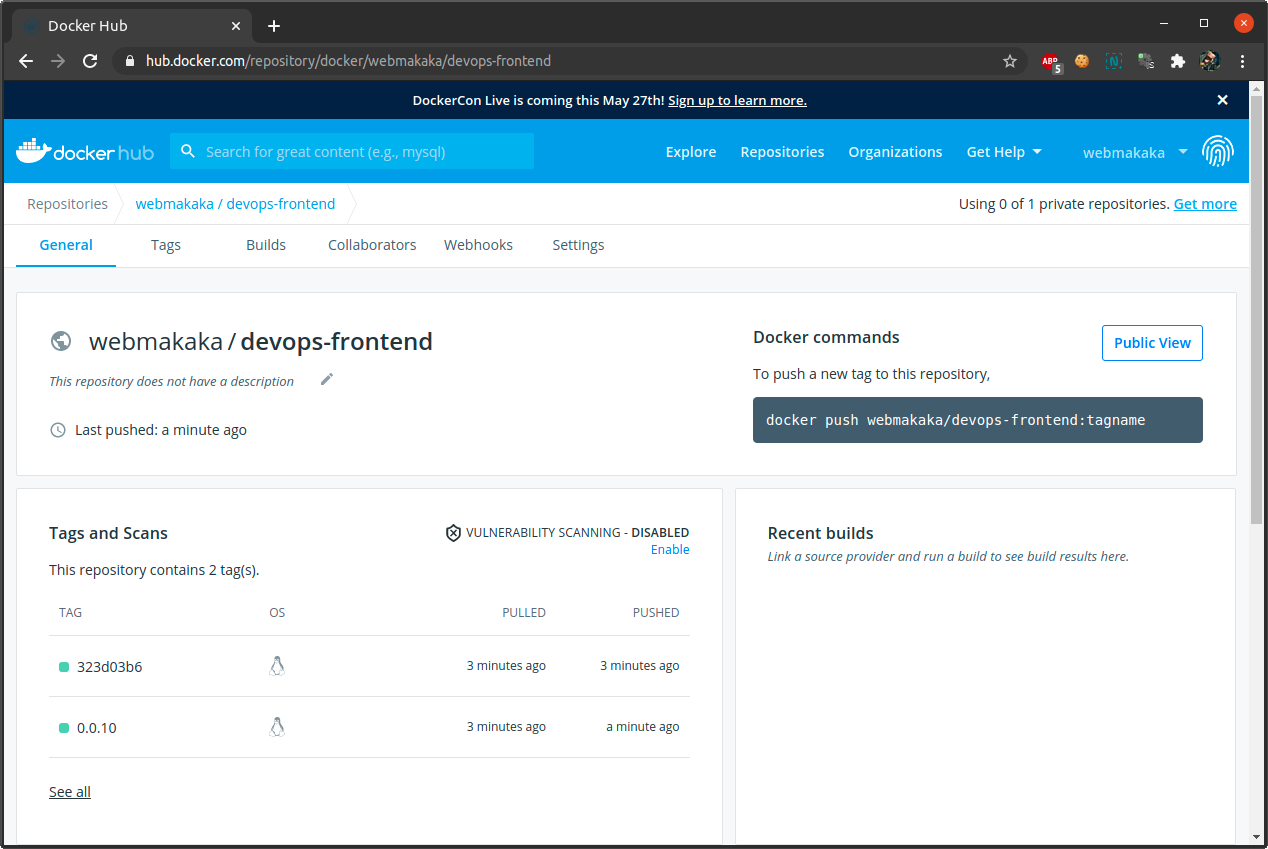 Docker Hub
hub.docker.com/repository/docker/webmakaka/devops-frontend
ABP
5
N
DockerCon Live is coming this May 27th! Sign up to learn more.
docker hub
Search for great content (e.g., mysql)
Explore
Repositories
Organizations
Get Help
webmakaka
Repositories
webmakaka / devops-frontend
Using 0 of 1 private repositories. Get more
General
Tags
Builds
Collaborators
Webhooks
Settings
webmakaka / devops-frontend
This repository does not have a description
Last pushed: a minute ago
Docker commands
Public View
To push a new tag to this repository,
docker push webmakaka/devops-frontend:tagname
Tags and Scans
VULNERABILITY SCANNING - DISABLED
Enable
This repository contains 2 tag(s).
TAG OS PULLED PUSHED
323d03b6 3 minutes ago 3 minutes ago
0.0.10 3 minutes ago a minute ago
See all
Recent builds
Link a source provider and run a build to see build results here.